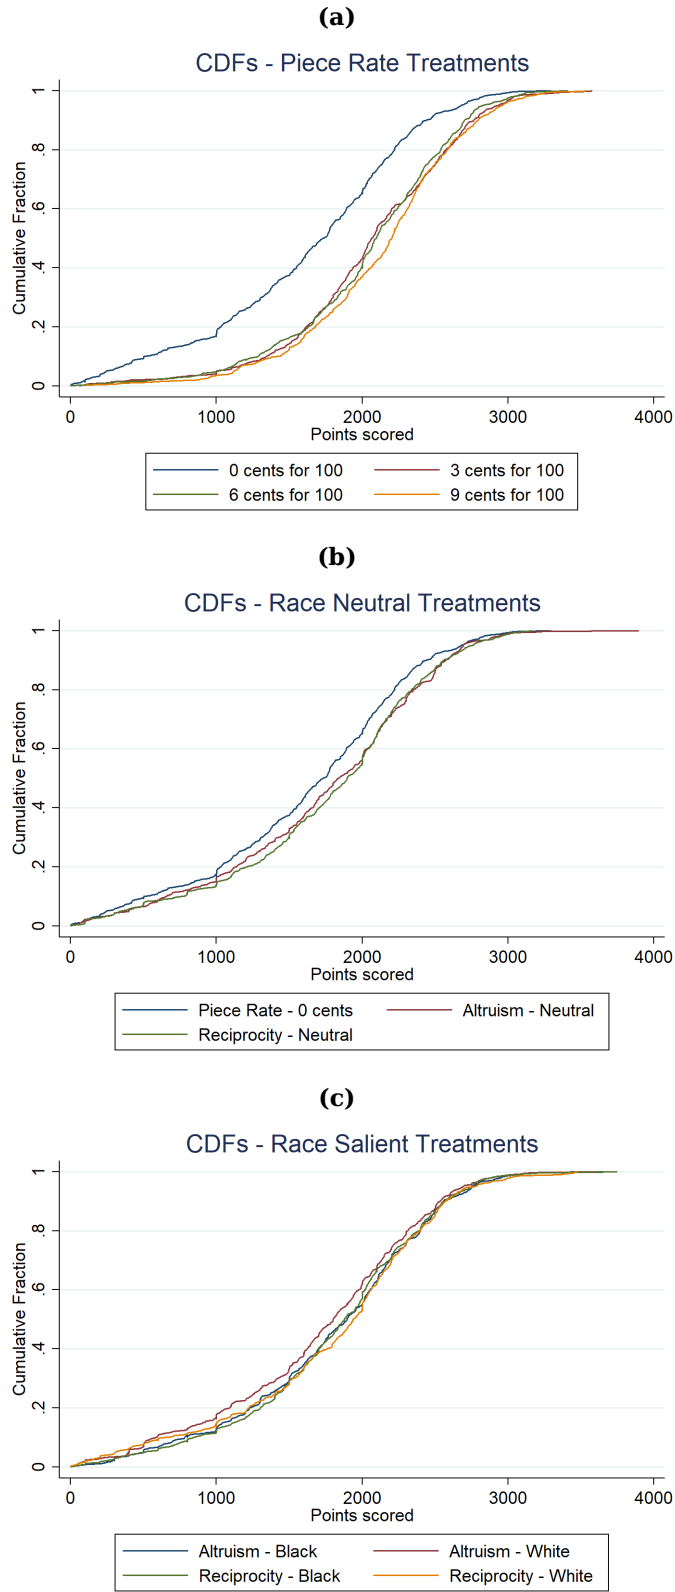 (a)
CDFs - Piece Rate Treatments
Cumulative Fraction
1
.8
.6
.4
.2
0
0 1000 2000 3000 4000
Points scored
0 cents for 100 3 cents for 100
6 cents for 100 9 cents for 100
(b)
CDFs - Race Neutral Treatments
Cumulative Fraction
1
.8
.6
.4
.2
0
0 1000 2000 3000 4000
Points scored
Piece Rate - 0 cents Altruism - Neutral
Reciprocity - Neutral
(c)
CDFs - Race Salient Treatments
Cumulative Fraction
1
.8
.6
.4
.2
0
0 1000 2000 3000 4000
Points scored
Altruism - Black Altruism - White
Reciprocity - Black Reciprocity - White